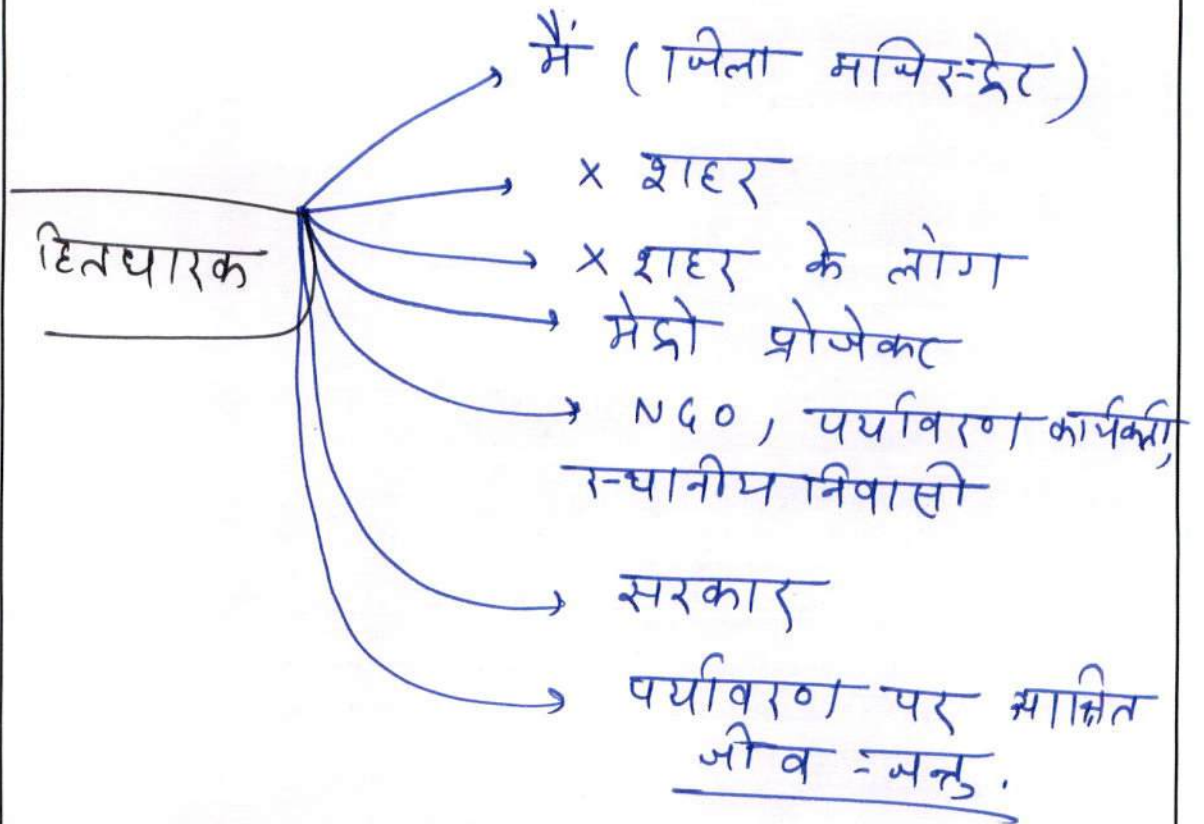 मैं (जिला मजिस्ट्रेट)
X शहर
हितधारक
X शहर के लोग
मेट्रो प्रोजेक्ट
NGO, पर्यावरण कार्यकर्ता,
स्थानीय निवासी
सरकार
पर्यावरण पर आश्रित
जीव-जन्तु.